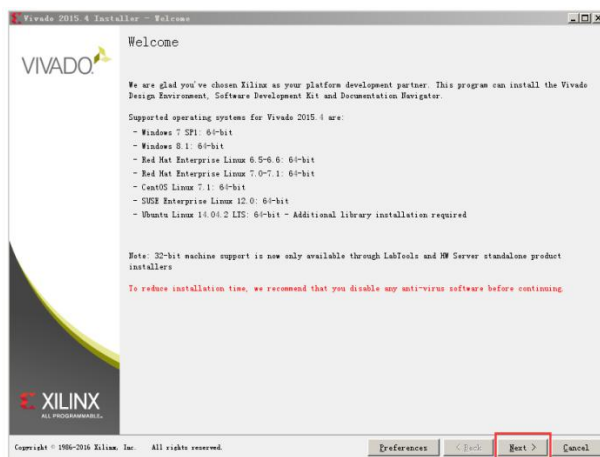 Vivado 2015.4 Installer - Welcome
VIVADO.
Welcome
We are glad you've chosen Xilinx as your platform development partner. This program can install the Vivado
Design Environment, Software Development Kit and Documentation Navigator.
Supported operating systems for Vivado 2015.4 are:
- Windows 7 SP1: 64-bit
- Windows 8.1: 64-bit
- Red Hat Enterprise Linux 6.5-6.6: 64-bit
- Red Hat Enterprise Linux 7.0-7.1: 64-bit
- CentOS Linux 7.1: 64-bit
- SUSE Enterprise Linux 12.0: 64-bit
- Ubuntu Linux 14.04.2 LTS: 64-bit - Additional library installation required
Note: 32-bit machine support is now only available through LabTools and HW Server standalone product
installers
To reduce installation time, we recommend that you disable any anti-virus software before continuing.
XILINX
ALL PROGRAMMABLE.
Copyright © 1986-2016 Xilinx, Inc. All rights reserved.
Preferences
< Back
Next >
Cancel